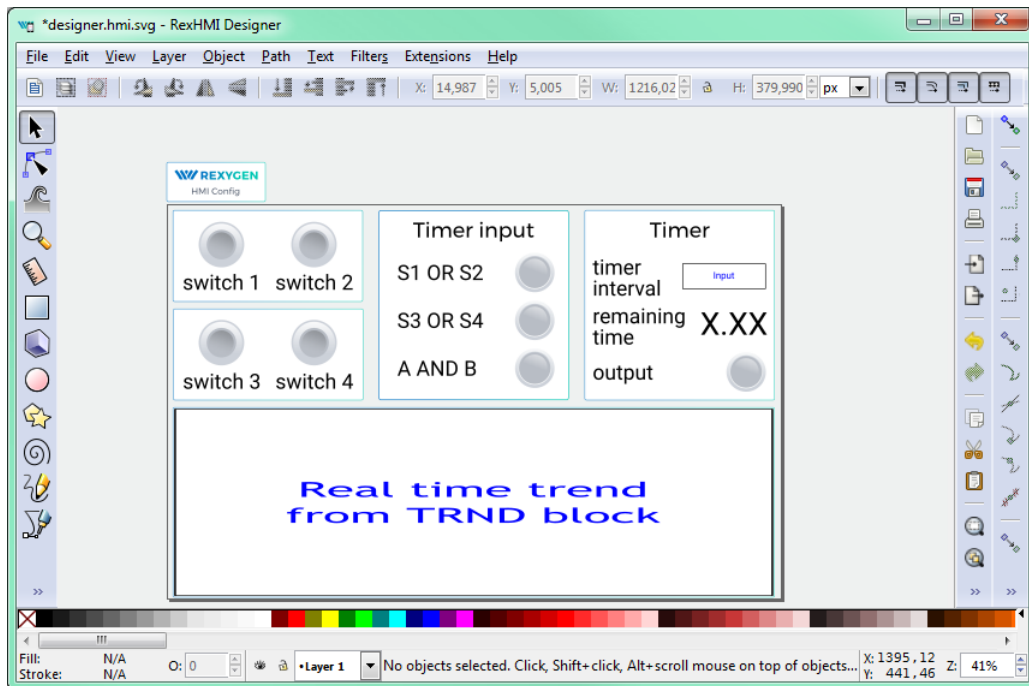 *designer.hmi.svg - RexHMI Designer
File Edit View Layer Object Path Text Filters Extensions Help
X: 14,987 Y: 5,005 W: 1216,02 H: 379,990 px
REXYGEN
HMI Config
switch 1 switch 2
switch 3 switch 4
Timer input
S1 OR S2
S3 OR S4
A AND B
Timer
timer
interval
Input
remaining
time
X.XX
output
Real time trend
from TRND block
Fill: N/A
Stroke: N/A
O: 0
•Layer 1
No objects selected. Click, Shift+click, Alt+scroll mouse on top of objects...
X: 1395,12
Y: 441,46
Z: 41%